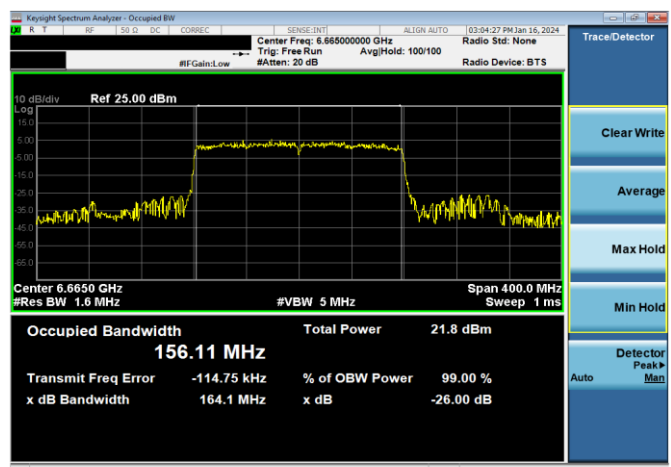 Keysight Spectrum Analyzer - Occupied BW
R T RF 50 Ω DC CORREC SENSE:INT ALIGN AUTO 03:04:27 PM Jan 16, 2024
Center Freq: 6.665000000 GHz Radio Std: None
Trig: Free Run Avg|Hold: 100/100
#IFGain:Low #Atten: 20 dB Radio Device: BTS
Trace/Detector
10 dB/div Ref 25.00 dBm
Log
15.0
5.00
-5.00
-15.0
-25.0
-35.0
-45.0
-55.0
-65.0
Center 6.6650 GHz Span 400.0 MHz
#Res BW 1.6 MHz #VBW 5 MHz Sweep 1 ms
Occupied Bandwidth Total Power 21.8 dBm
156.11 MHz
Transmit Freq Error -114.75 kHz % of OBW Power 99.00 %
x dB Bandwidth 164.1 MHz x dB -26.00 dB
Clear Write
Average
Max Hold
Min Hold
Detector
Peak▶
Auto Man